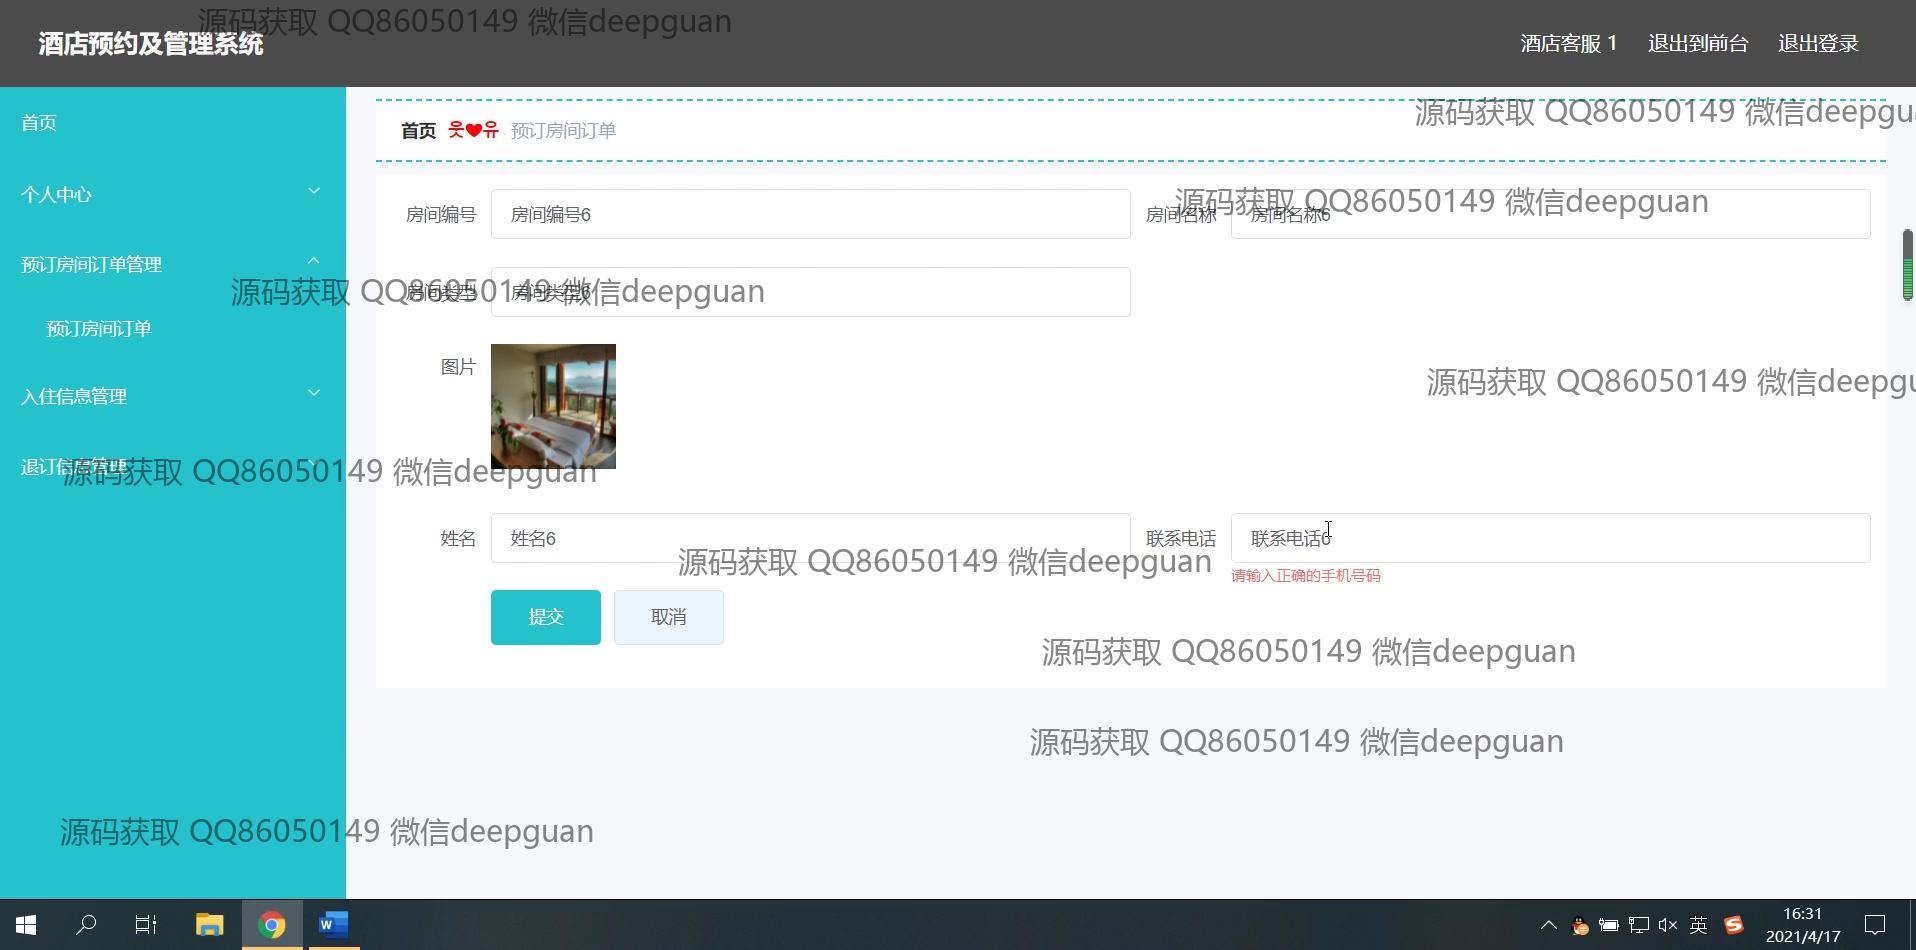 源码获取 QQ86050149 微信deepguan
酒店预约及管理系统
酒店客服 1 退出到前台 退出登录
首页
个人中心
预订房间订单管理
预订房间订单
入住信息管理
退订信息管理
首页 웃❤유 预订房间订单
源码获取 QQ86050149 微信deepgu
房间编号 房间编号6
房间名称 房间名称6
源码获取 QQ86050149 微信deepguan
房间类型 房间类型6
源码获取 QQ86050149 微信deepguan
图片
源码获取 QQ86050149 微信deepgu
源码获取 QQ86050149 微信deepguan
姓名 姓名6
联系电话 联系电话6
请输入正确的手机号码
源码获取 QQ86050149 微信deepguan
提交 取消
源码获取 QQ86050149 微信deepguan
源码获取 QQ86050149 微信deepguan
源码获取 QQ86050149 微信deepguan
英
16:31
2021/4/17